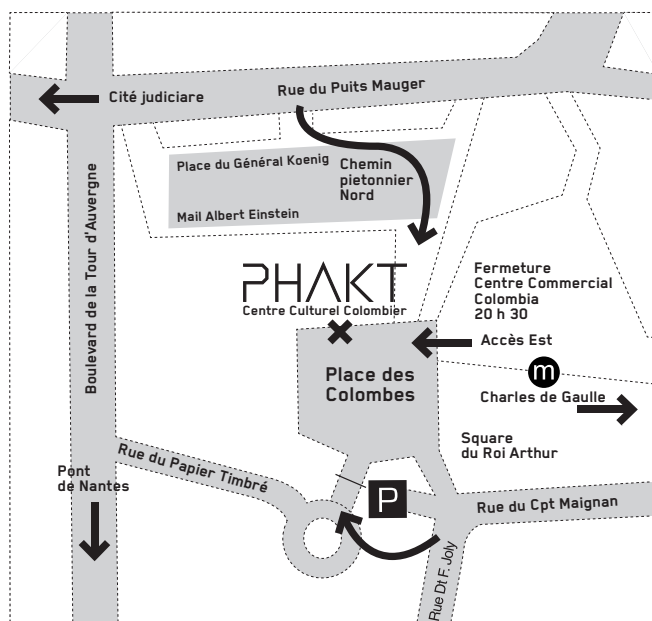 Cité judiciare
Rue du Puits Mauger
Place du Général Koenig
Chemin
pietonnier
Nord
Mail Albert Einstein
Boulevard de la Tour d'Auvergne
PHAKT
Centre Culturel Colombier
Fermeture
Centre Commercial
Colombia
20 h 30
Accès Est
m
Charles de Gaulle
Place des
Colombes
Square
du Roi Arthur
Rue du Papier Timbré
Pont
de Nantes
P
Rue du Cpt Maignan
Rue Dt F. Joly